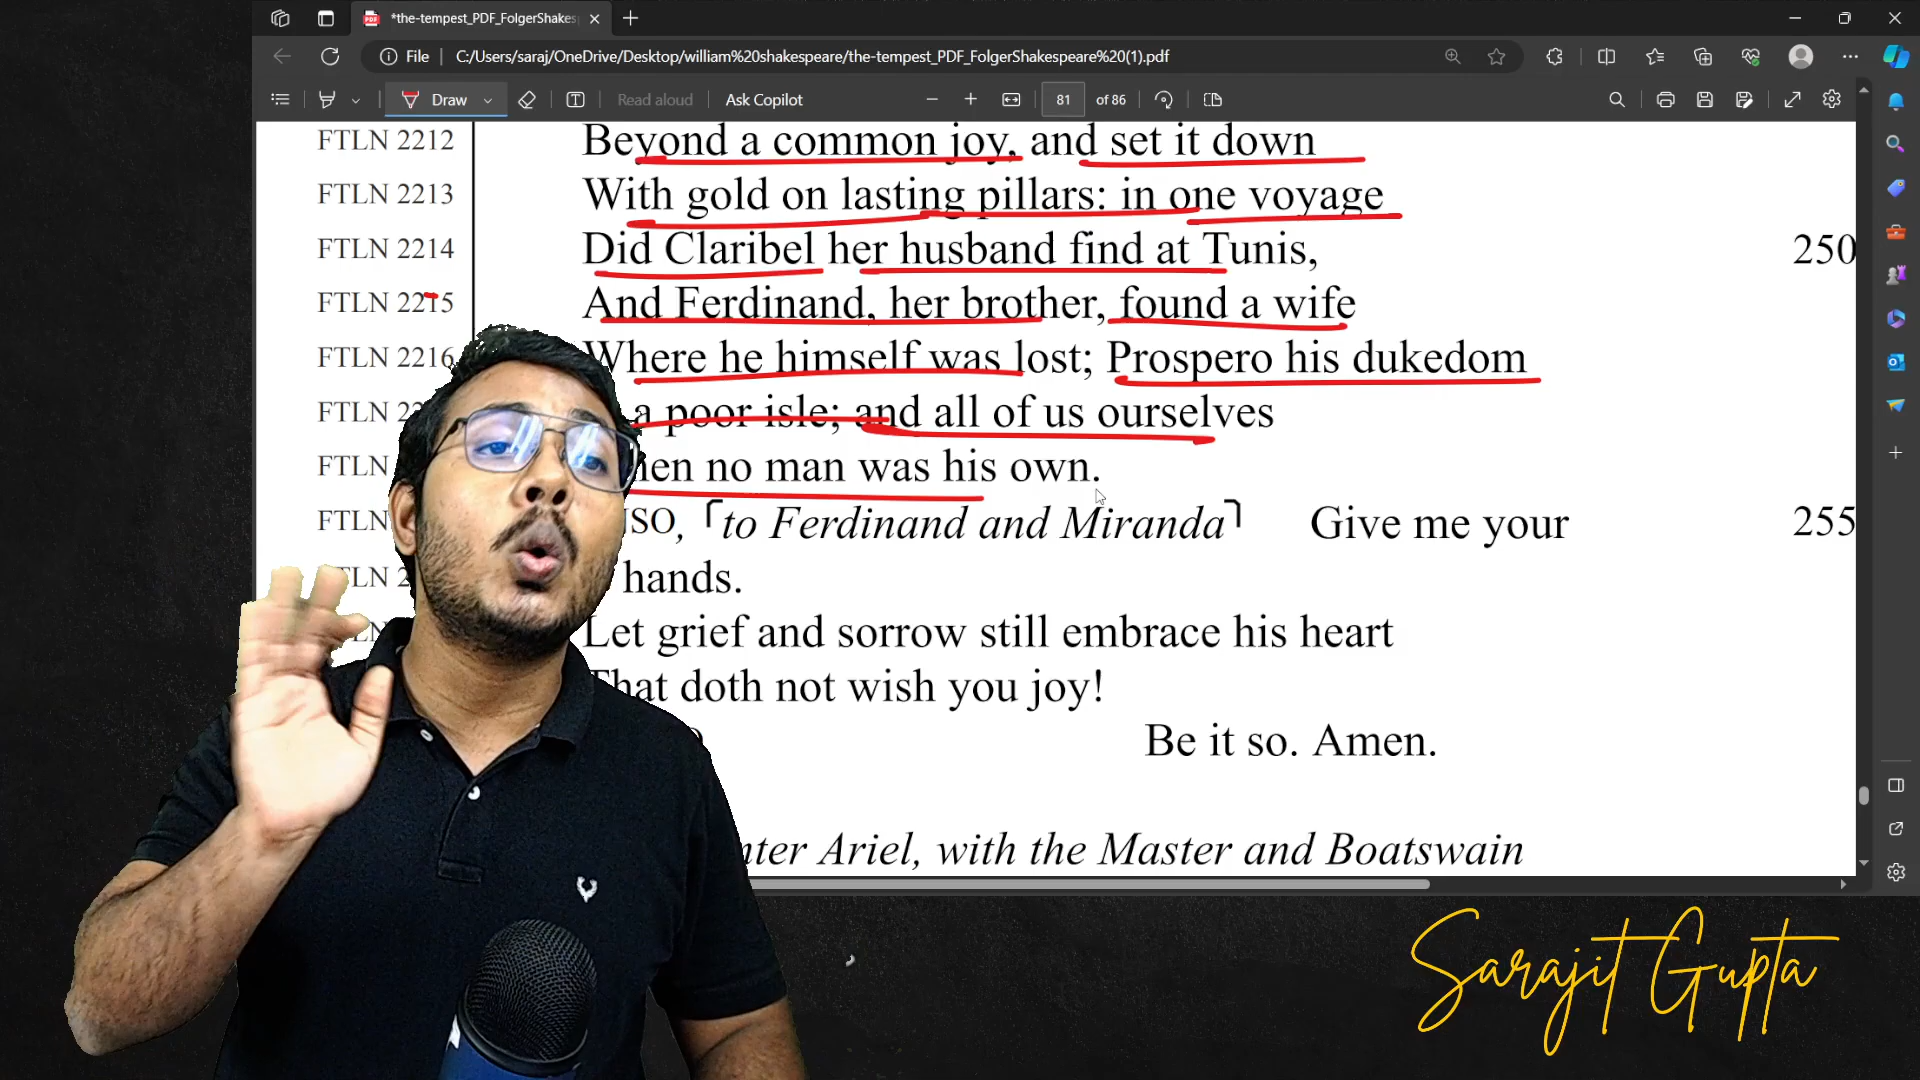 *the-tempest_PDF_FolgerShakes
File C:/Users/saraj/OneDrive/Desktop/william%20shakespeare/the-tempest_PDF_FolgerShakespeare%20(1).pdf
Draw Read aloud Ask Copilot 81 of 86
FTLN 2212 Beyond a common joy, and set it down
FTLN 2213 With gold on lasting pillars: in one voyage
FTLN 2214 Did Claribel her husband find at Tunis, 250
FTLN 2215 And Ferdinand, her brother, found a wife
FTLN 2216 Where he himself was lost; Prospero his dukedom
FTLN a poor isle; and all of us ourselves
FTLN no man was his own.
FTLN ⌜to Ferdinand and Miranda⌝ Give me your 255
hands.
Let grief and sorrow still embrace his heart
That doth not wish you joy!
Be it so. Amen.
Ariel, with the Master and Boatswain
Sarajit Gupta